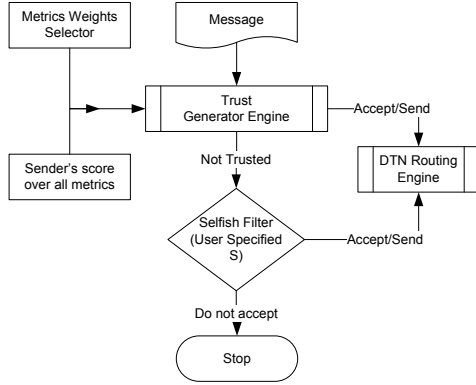 Metrics Weights
Selector
Message
Trust
Generator Engine
Accept/Send
Sender's score
over all metrics
Not Trusted
DTN Routing
Engine
Selfish Filter
(User Specified
S)
Accept/Send
Do not accept
Stop